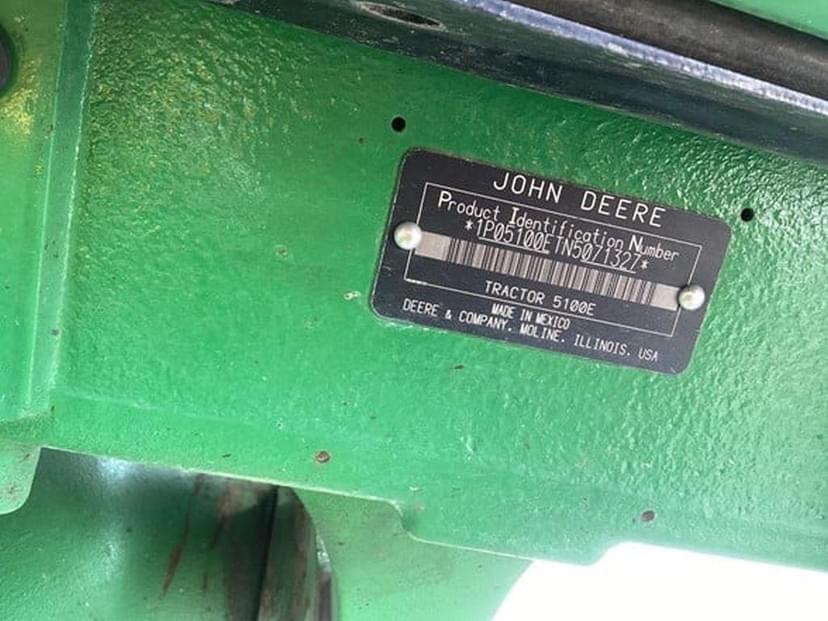 JOHN DEERE
Product Identification Number
*1P05100ETN5071327*
TRACTOR 5100E
MADE IN MEXICO
DEERE & COMPANY. MOLINE. ILLINOIS. USA